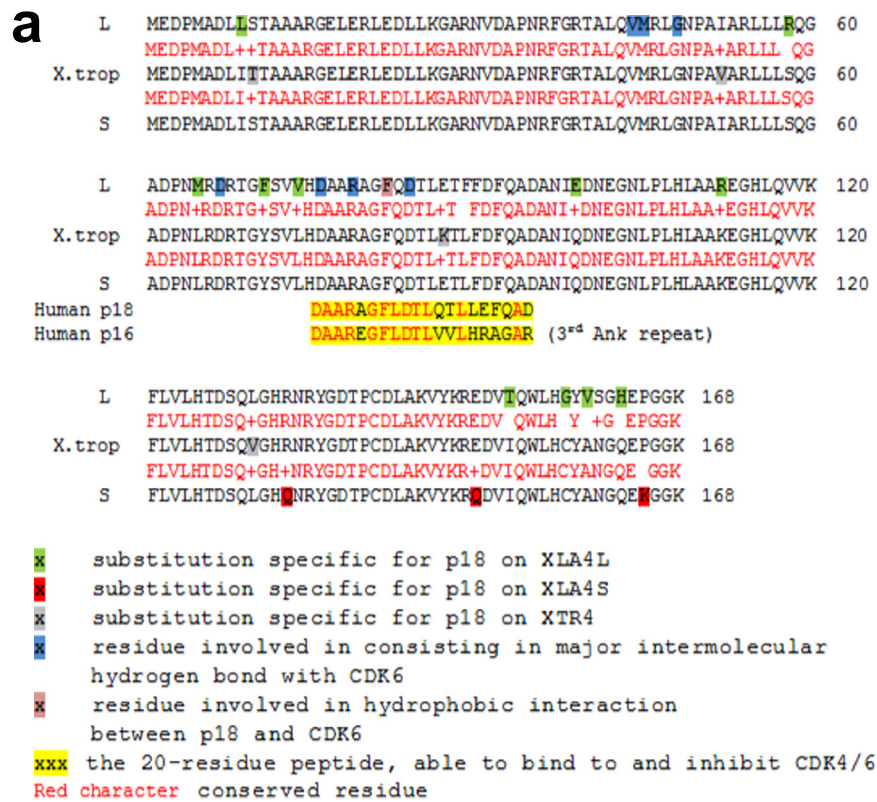 a
L MEDPMADLLSTAAARGELERLEDLLKGARNVDAPNRFGRTALQVMRLGNPAIARLLLRQG 60
MEDPMADL++TAAARGELERLEDLLKGARNVDAPNRFGRTALQVMRLGNPA+ARLLL QG
X.trop MEDPMADLITTAAARGELERLEDLLKGARNVDAPNRFGRTALQVMRLGNPAVARLLLSQG 60
MEDPMADLI+TAAARGELERLEDLLKGARNVDAPNRFGRTALQVMRLGNPA+ARLLLSQG
S MEDPMADLISTAAARGELERLEDLLKGARNVDAPNRFGRTALQVMRLGNPAIARLLLSQG 60
L ADPNMRDRTGFSVVHDAARAGFQDTLETFFDFQADANIEDNEGNLPLHLAAREGHLQVVK 120
ADPN+RDRTG+SV+HDAARAGFQDTL+T FDFQADANI+DNEGNLPLHLAA+EGHLQVVK
X.trop ADPNLRDRTGYSVLHDAARAGFQDTLKTLFDFQADANIQDNEGNLPLHLAAKEGHLQVVK 120
ADPNLRDRTGYSVLHDAARAGFQDTL+TLFDFQADANIQDNEGNLPLHLAAKEGHLQVVK
S ADPNLRDRTGYSVLHDAARAGFQDTLETLFDFQADANIQDNEGNLPLHLAAKEGHLQVVK 120
Human p18 DAARAGFLDTLQTLLEFQAD
Human p16 DAAREGFLDTLVVLHRAGAR (3rd Ank repeat)
L FLVLHTDSQLGHRNRYGDTPCDLAKVYKREDVTQWLHGYVSGHEPGGK 168
FLVLHTDSQ+GHRNRYGDTPCDLAKVYKREDV QWLH Y +G EPGGK
X.trop FLVLHTDSQVGHRNRYGDTPCDLAKVYKREDVIQWLHCYANGQEPGGK 168
FLVLHTDSQ+GH+NRYGDTPCDLAKVYKR+DVIQWLHCYANGQE GGK
S FLVLHTDSQLGHQNRYGDTPCDLAKVYKRQDVIQWLHCYANGQEKGGK 168
x substitution specific for p18 on XLA4L
x substitution specific for p18 on XLA4S
x substitution specific for p18 on XTR4
x residue involved in consisting in major intermolecular
hydrogen bond with CDK6
x residue involved in hydrophobic interaction
between p18 and CDK6
xxx the 20-residue peptide, able to bind to and inhibit CDK4/6
Red character conserved residue